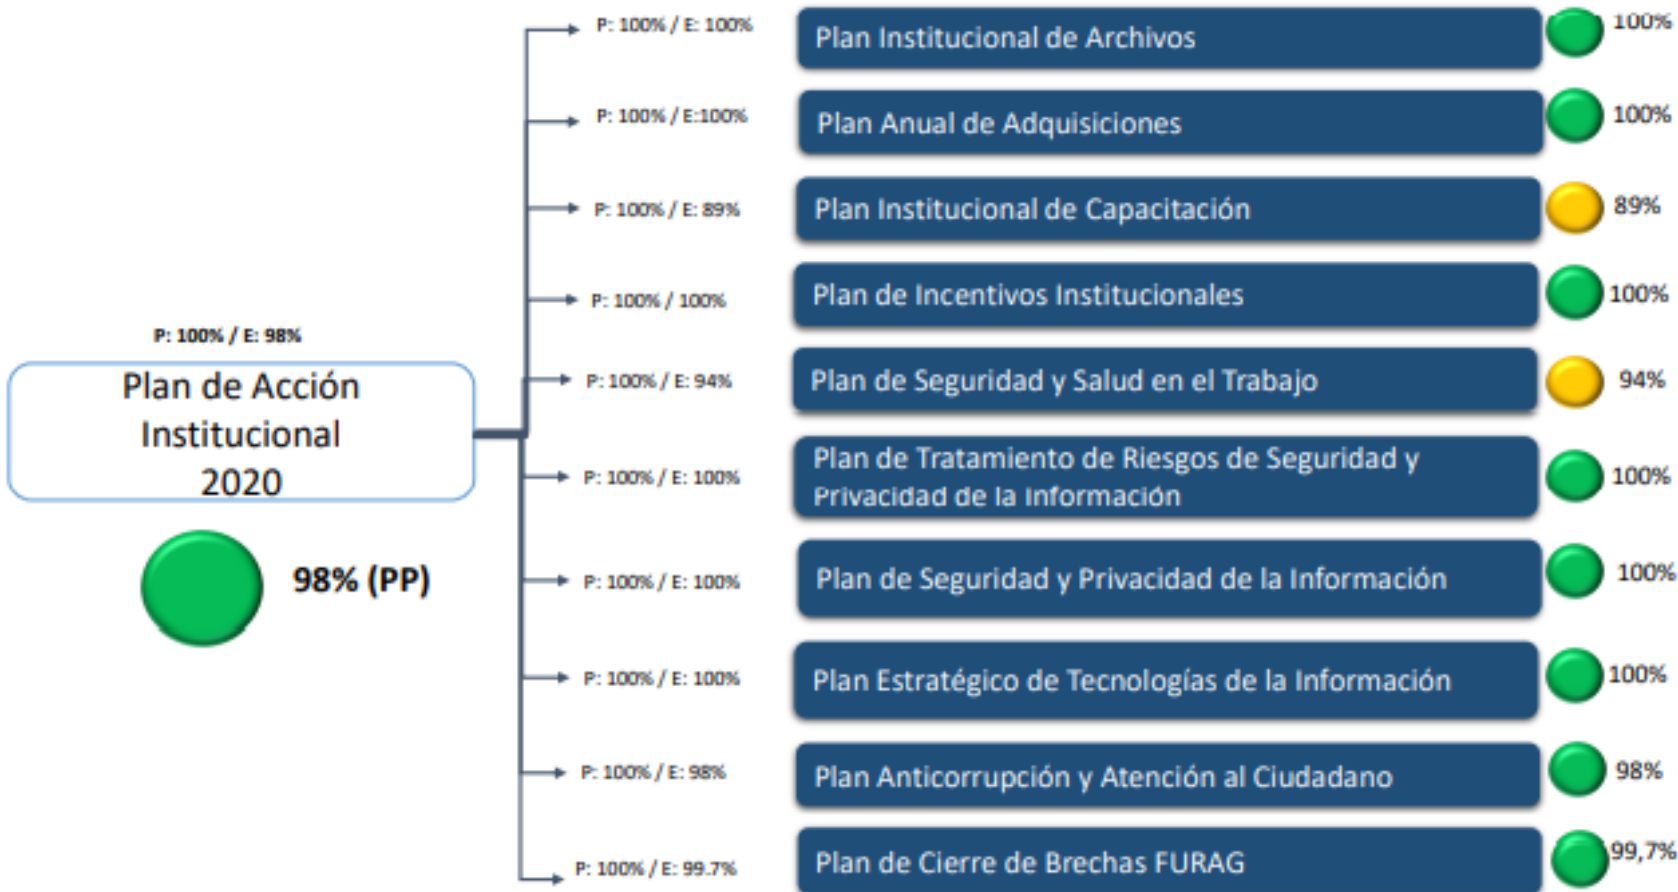 P: 100% / E: 100%
Plan Institucional de Archivos
100%
P: 100% / E:100%
Plan Anual de Adquisiciones
100%
P: 100% / E: 89%
Plan Institucional de Capacitación
89%
P: 100% / 100%
Plan de Incentivos Institucionales
100%
P: 100% / E: 98%
Plan de Acción
Institucional
2020
98% (PP)
P: 100% / E: 94%
Plan de Seguridad y Salud en el Trabajo
94%
P: 100% / E: 100%
Plan de Tratamiento de Riesgos de Seguridad y
Privacidad de la Información
100%
P: 100% / E: 100%
Plan de Seguridad y Privacidad de la Información
100%
P: 100% / E: 100%
Plan Estratégico de Tecnologías de la Información
100%
P: 100% / E: 98%
Plan Anticorrupción y Atención al Ciudadano
98%
P: 100% / E: 99.7%
Plan de Cierre de Brechas FURAG
99,7%